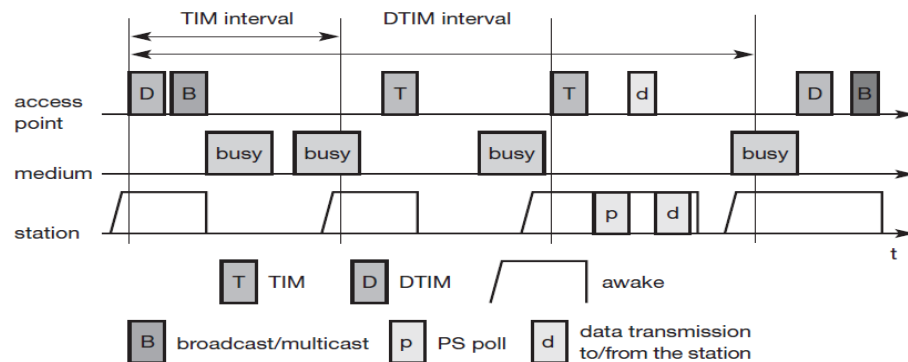 TIM interval
DTIM interval
D B T T d D B
access
point
busy busy busy busy
medium
p d
station
t
T TIM D DTIM awake
B broadcast/multicast p PS poll d data transmission
to/from the station